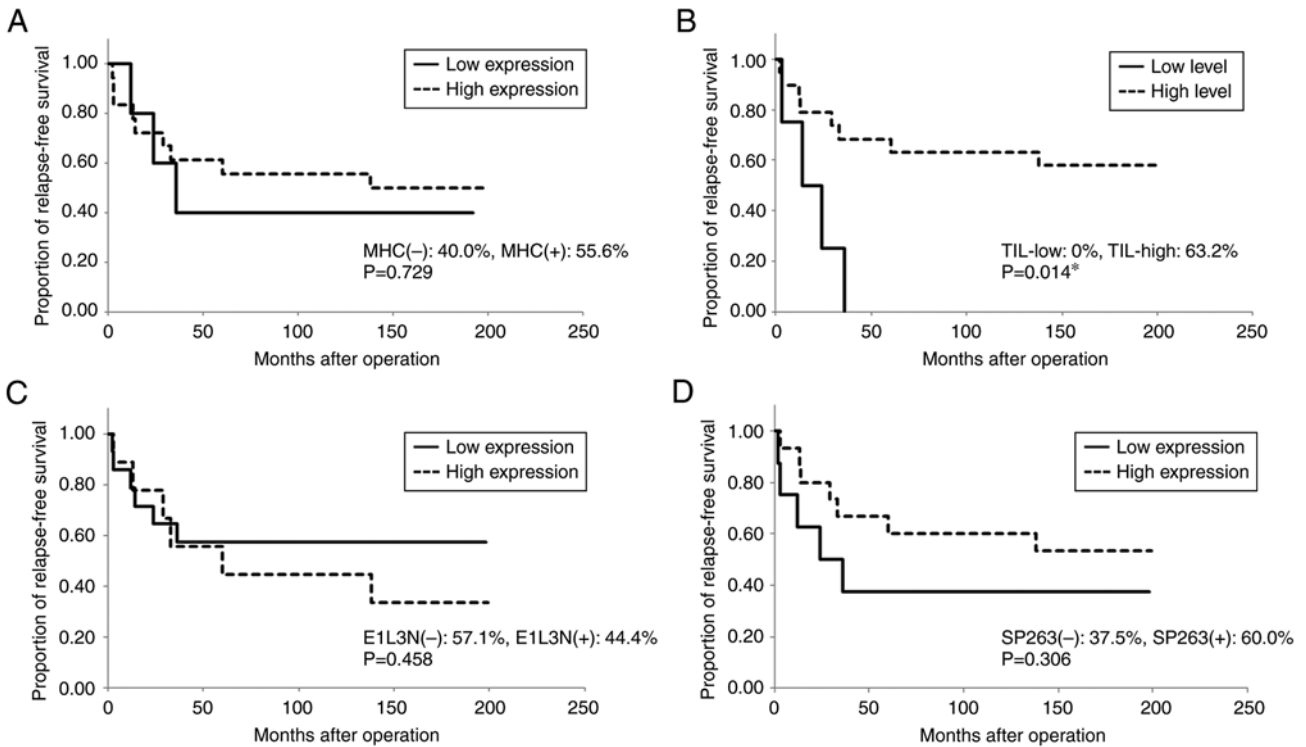 A
Proportion of relapse-free survival
1.00
0.80
0.60
0.40
0.20
0.00
Low expression
High expression
MHC(–): 40.0%, MHC(+): 55.6%
P=0.729
0 50 100 150 200 250
Months after operation
B
Proportion of relapse-free survival
1.00
0.80
0.60
0.40
0.20
0.00
Low level
High level
TIL-low: 0%, TIL-high: 63.2%
P=0.014*
0 50 100 150 200 250
Months after operation
C
Proportion of relapse-free survival
1.00
0.80
0.60
0.40
0.20
0.00
Low expression
High expression
E1L3N(–): 57.1%, E1L3N(+): 44.4%
P=0.458
0 50 100 150 200 250
Months after operation
D
Proportion of relapse-free survival
1.00
0.80
0.60
0.40
0.20
0.00
Low expression
High expression
SP263(–): 37.5%, SP263(+): 60.0%
P=0.306
0 50 100 150 200 250
Months after operation